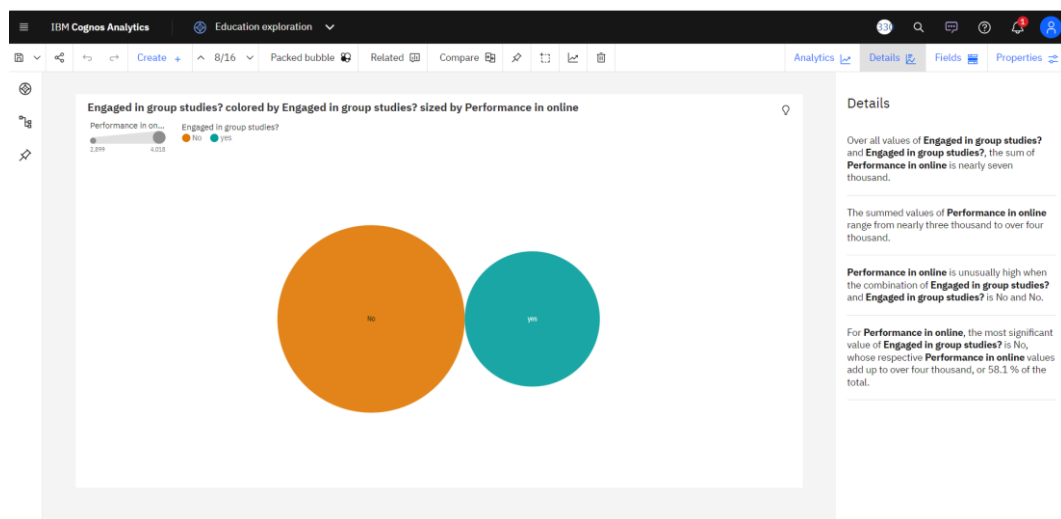 IBM Cognos Analytics
Education exploration
1
Create +
8/16
Packed bubble
Related
Compare
Analytics
Details
Fields
Properties
Engaged in group studies? colored by Engaged in group studies? sized by Performance in online
Performance in on...
2,899
4,018
Engaged in group studies?
No
yes
No
yes
Details
Over all values of Engaged in group studies?
and Engaged in group studies?, the sum of
Performance in online is nearly seven
thousand.
The summed values of Performance in online
range from nearly three thousand to over four
thousand.
Performance in online is unusually high when
the combination of Engaged in group studies?
and Engaged in group studies? is No and No.
For Performance in online, the most significant
value of Engaged in group studies? is No,
whose respective Performance in online values
add up to over four thousand, or 58.1 % of the
total.